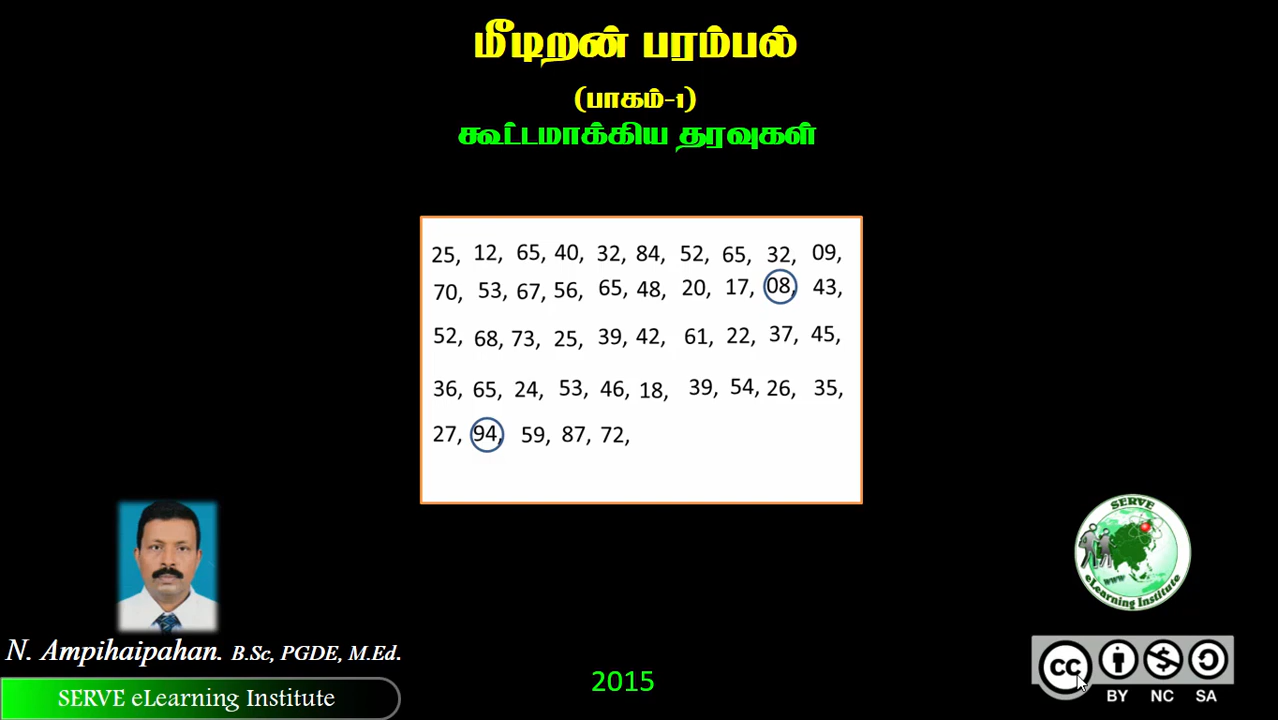 மீடிறன் பரம்பல்
(பாகம்-1)
கூட்டமாக்கிய தரவுகள்
25, 12, 65, 40, 32, 84, 52, 65, 32, 09,
70, 53, 67, 56, 65, 48, 20, 17, 08, 43,
52, 68, 73, 25, 39, 42, 61, 22, 37, 45,
36, 65, 24, 53, 46, 18, 39, 54, 26, 35,
27, 94, 59, 87, 72,
SERVE
www
eLearning Institute
N. Ampihaipahan. B.Sc, PGDE, M.Ed.
SERVE eLearning Institute
2015
cc
BY NC SA